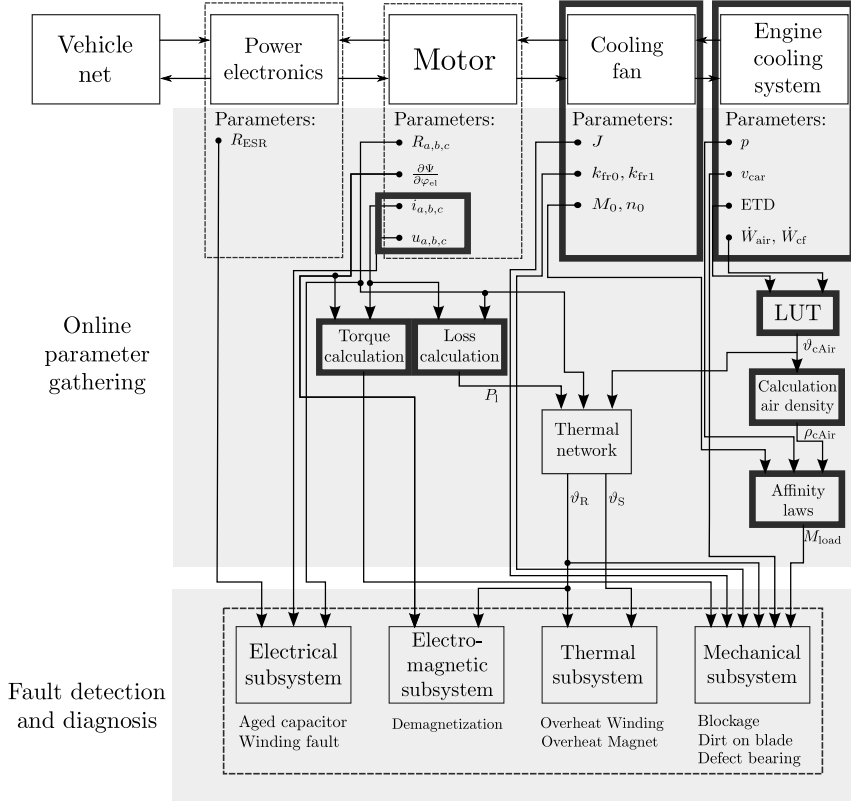 Vehicle
net
Power
electronics
Motor
Cooling
fan
Engine
cooling
system
Parameters:
R_ESR
Parameters:
R_{a,b,c}
∂Ψ/∂φ_el
i_{a,b,c}
u_{a,b,c}
Parameters:
J
k_fr0, k_fr1
M_0, n_0
Parameters:
p
v_car
ETD
Ẇ_air, Ẇ_cf
Online
parameter
gathering
Torque
calculation
Loss
calculation
LUT
ϑ_cAir
Calculation
air density
P_l
ρ_cAir
Thermal
network
Affinity
laws
ϑ_R
ϑ_S
M_load
Fault detection
and diagnosis
Electrical
subsystem
Electro-
magnetic
subsystem
Thermal
subsystem
Mechanical
subsystem
Aged capacitor
Winding fault
Demagnetization
Overheat Winding
Overheat Magnet
Blockage
Dirt on blade
Defect bearing